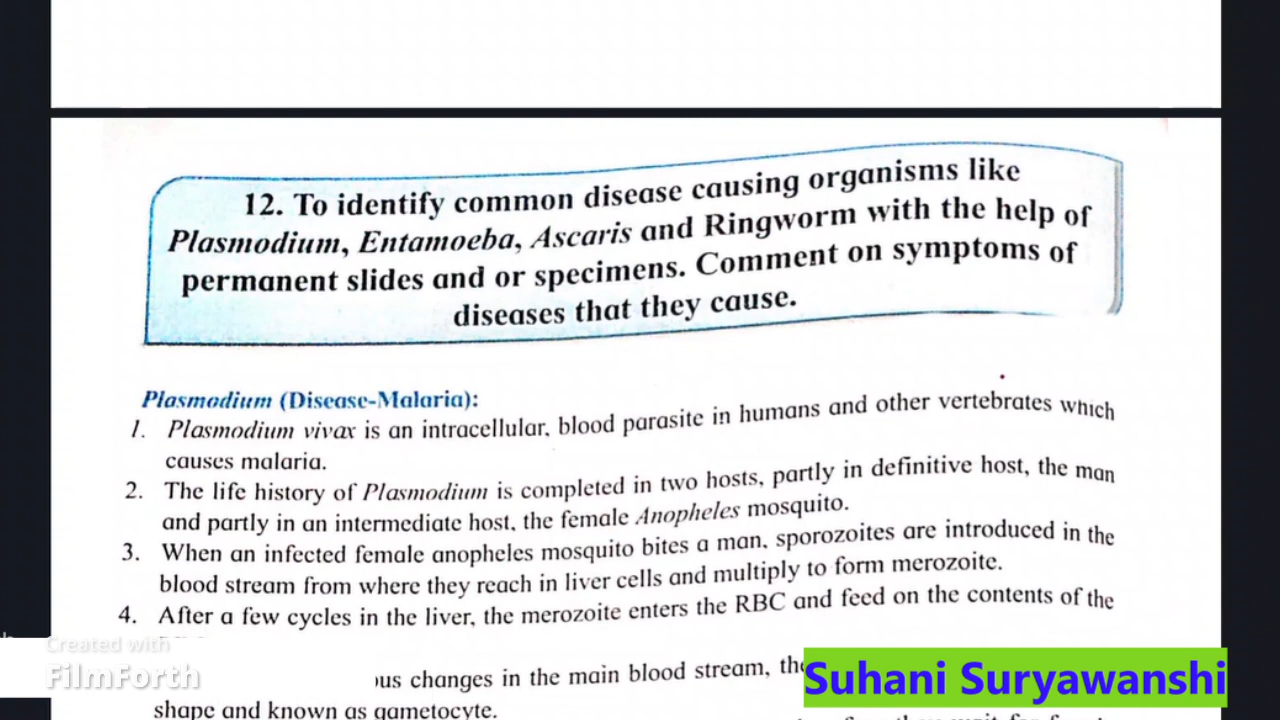 12. To identify common disease causing organisms like
Plasmodium, Entamoeba, Ascaris and Ringworm with the help of
permanent slides and or specimens. Comment on symptoms of
diseases that they cause.
Plasmodium (Disease-Malaria):
1. Plasmodium vivax is an intracellular, blood parasite in humans and other vertebrates which
causes malaria.
2. The life history of Plasmodium is completed in two hosts, partly in definitive host, the man
and partly in an intermediate host, the female Anopheles mosquito.
3. When an infected female anopheles mosquito bites a man, sporozoites are introduced in the
blood stream from where they reach in liver cells and multiply to form merozoite.
4. After a few cycles in the liver, the merozoite enters the RBC and feed on the contents of the
changes in the main blood stream,
shape and known as gametocyte.
Created with
FilmForth
Suhani Suryawanshi